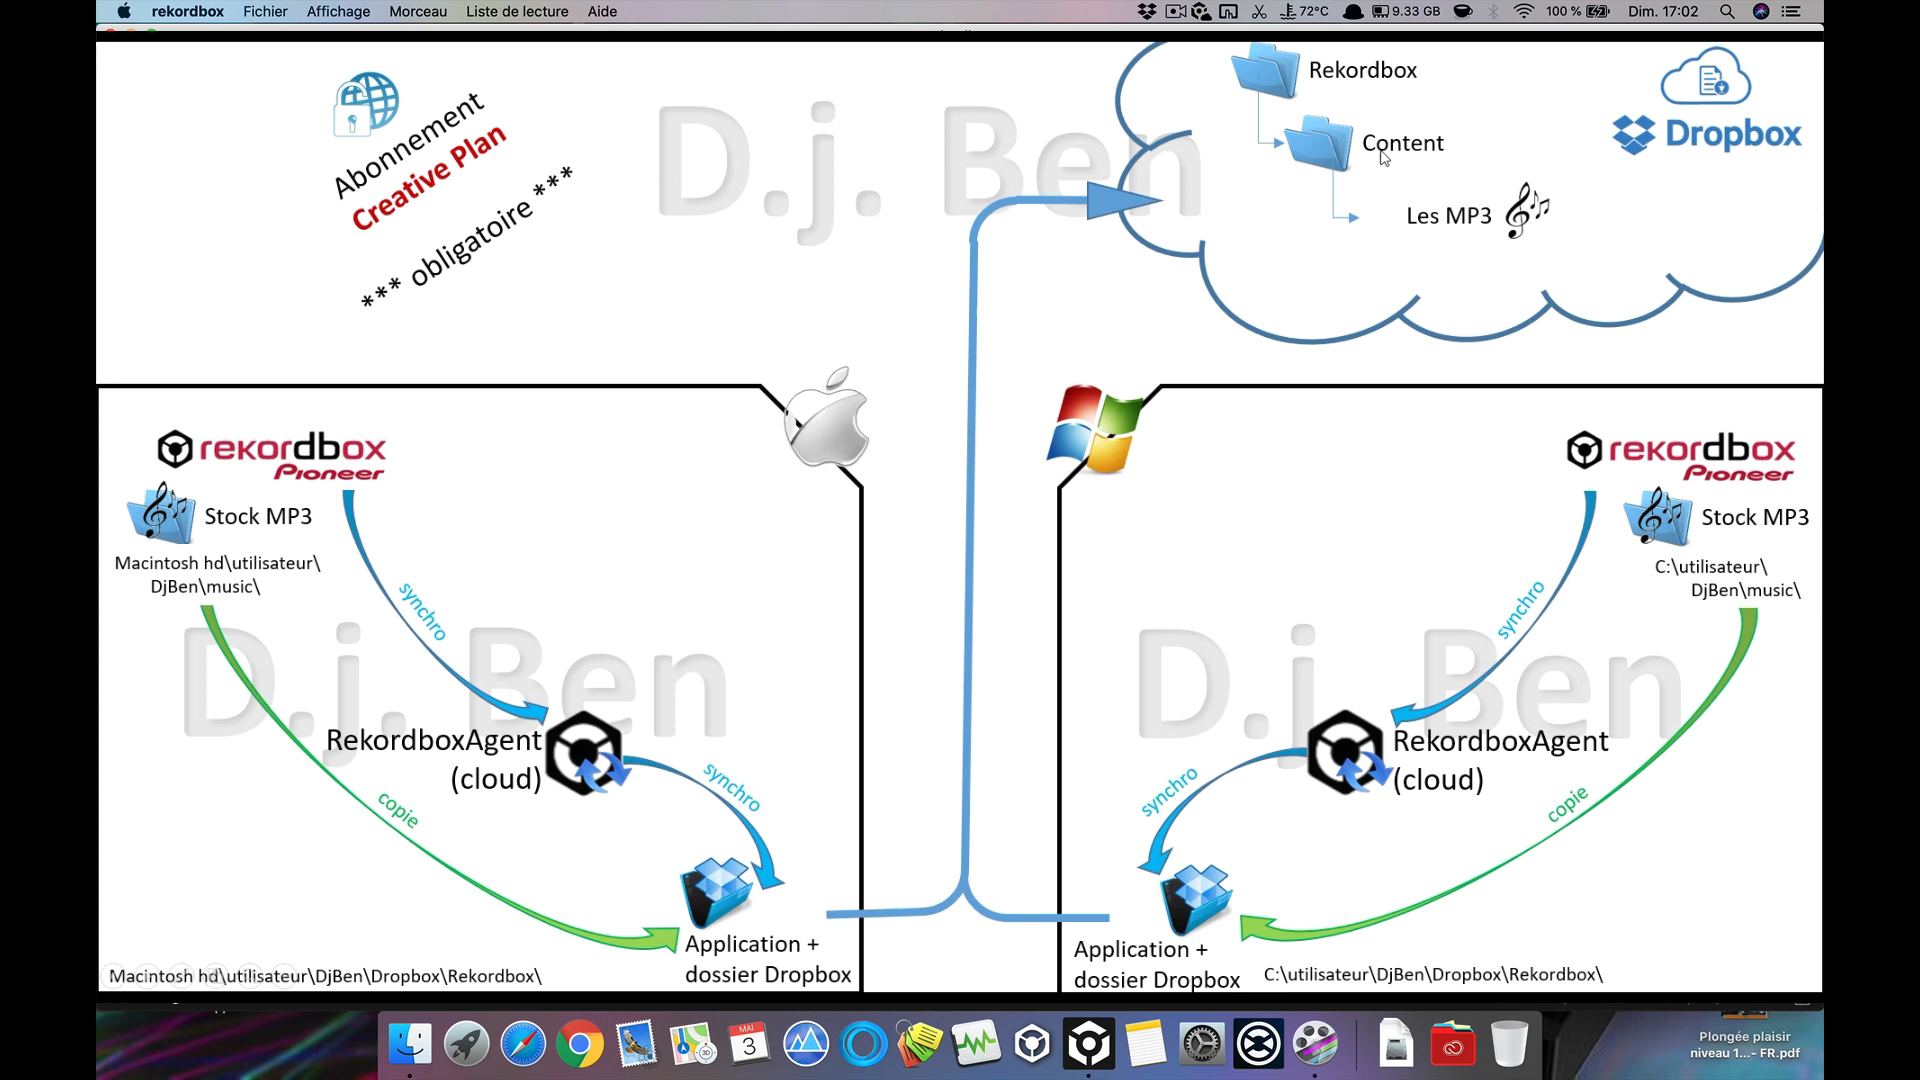 rekordbox Fichier Affichage Morceau Liste de lecture Aide 72°C 9.33 GB 100 % Dim. 17:02
Abonnement
Creative Plan
*** obligatoire ***
D.j. Ben
Rekordbox
Content
Les MP3
Dropbox
rekordbox
Pioneer
Stock MP3
Macintosh hd\utilisateur\
DjBen\music\
synchro
D.j. Ben
RekordboxAgent
(cloud)
synchro
copie
Application +
dossier Dropbox
Macintosh hd\utilisateur\DjBen\Dropbox\Rekordbox\
rekordbox
Pioneer
Stock MP3
C:\utilisateur\
DjBen\music\
synchro
D.j. Ben
RekordboxAgent
(cloud)
synchro
copie
Application +
dossier Dropbox
C:\utilisateur\DjBen\Dropbox\Rekordbox\
MAI
3
3D
Plongée plaisir
niveau 1...- FR.pdf